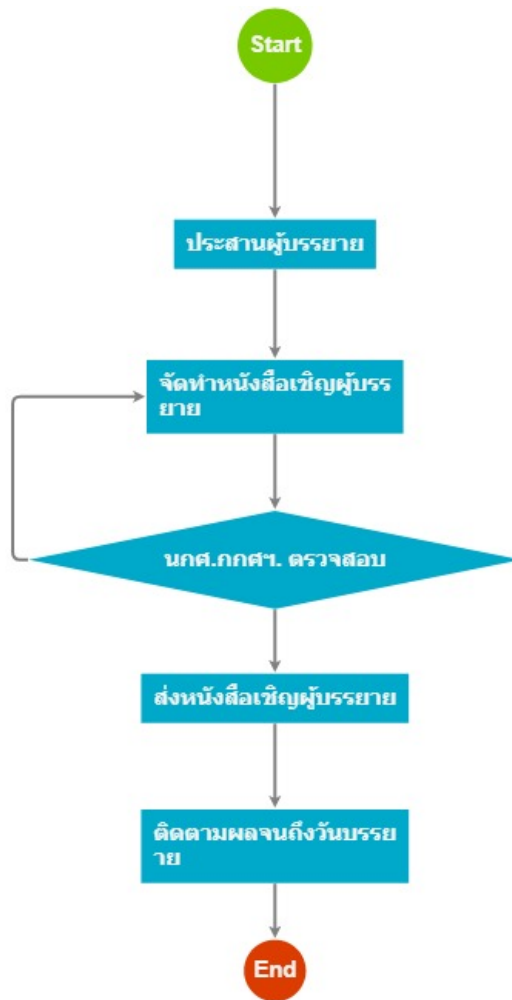 Start
ประสานผู้บรรยาย
จัดทำหนังสือเชิญผู้บรร
ยาย
นกศ.กกศฯ. ตรวจสอบ
ส่งหนังสือเชิญผู้บรรยาย
ติดตามผลจนถึงวันบรรย
าย
End